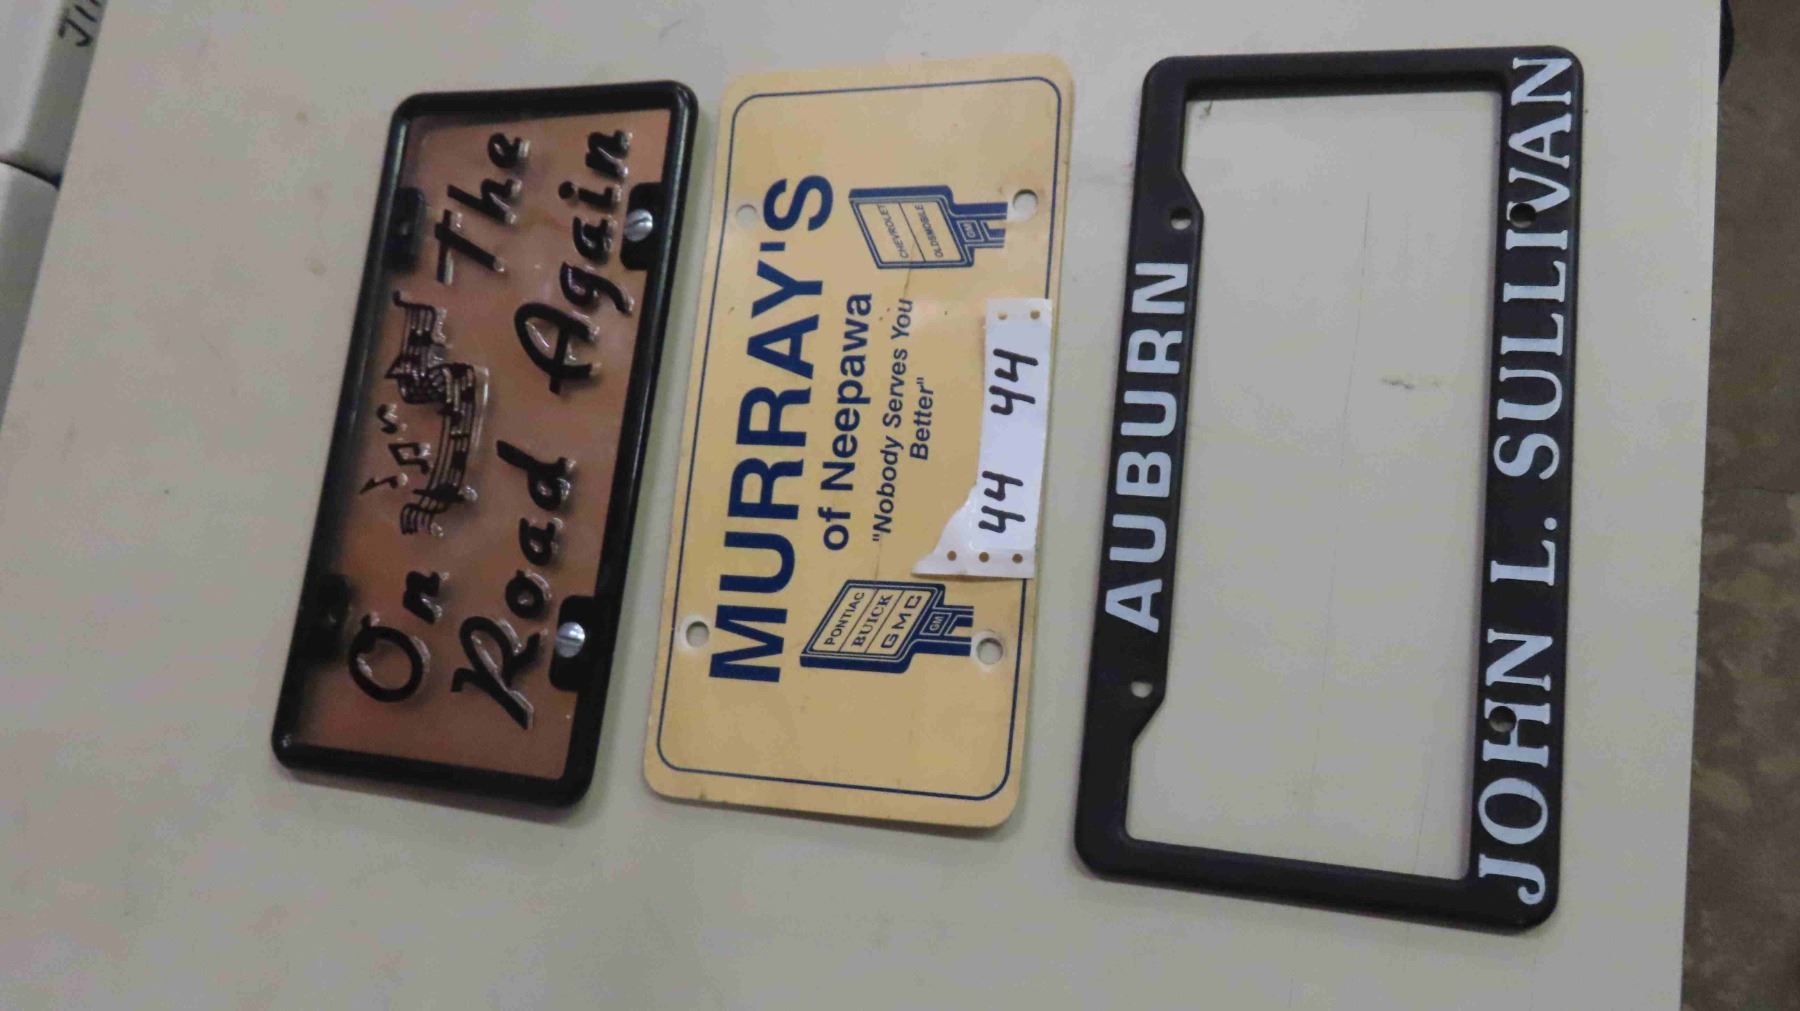 On The
Road Again
MURRAY'S
of Neepawa
"Nobody Serves You
Better"
PONTIAC
BUICK
GMC
GM
CHEVROLET
OLDSMOBILE
GM
44 44
AUBURN
JOHN L. SULLIVAN